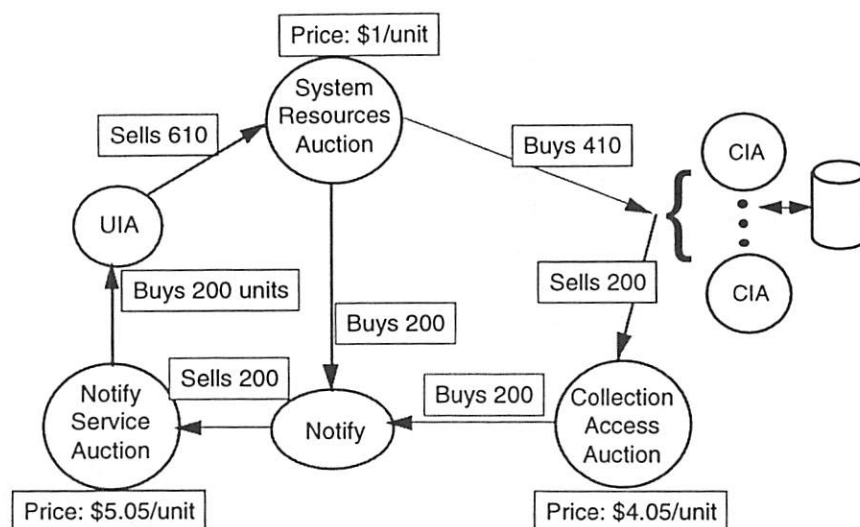 Price: $1/unit
System
Resources
Auction
Sells 610
Buys 410
CIA
UIA
Buys 200 units
Sells 200
CIA
Buys 200
Notify
Service
Auction
Sells 200
Notify
Buys 200
Collection
Access
Auction
Price: $5.05/unit
Price: $4.05/unit